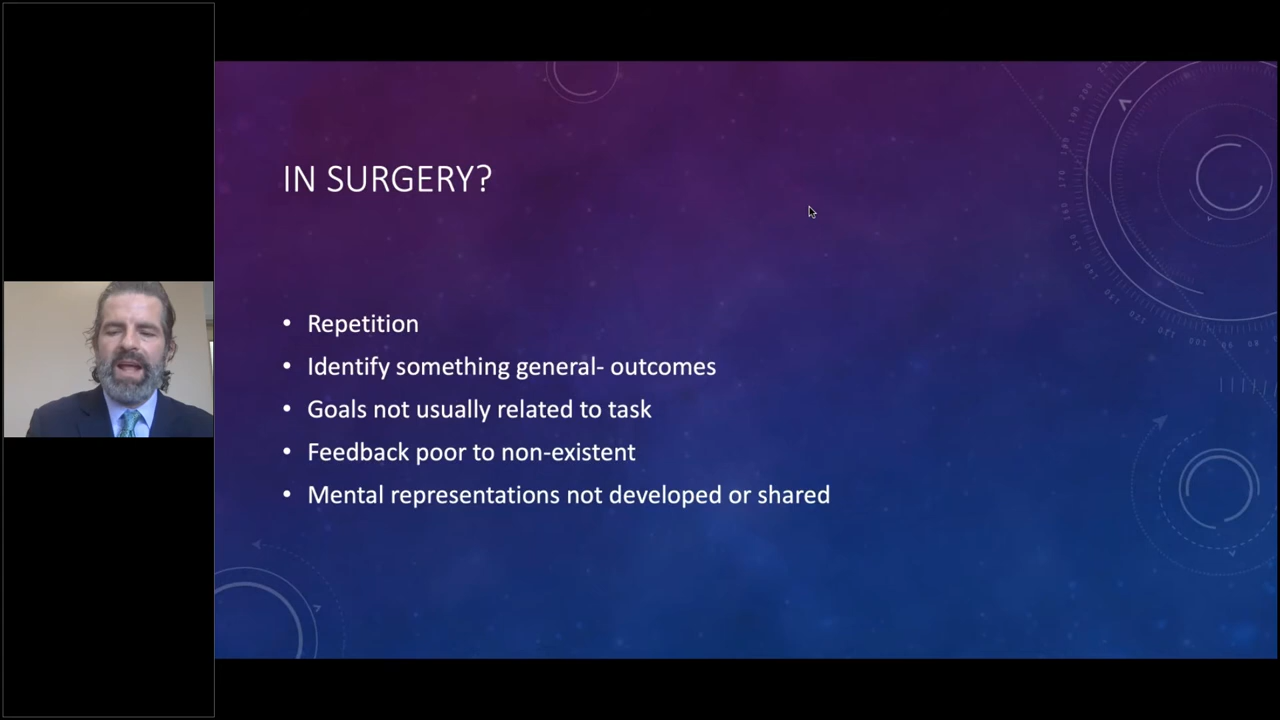 IN SURGERY?
• Repetition
• Identify something general- outcomes
• Goals not usually related to task
• Feedback poor to non-existent
• Mental representations not developed or shared